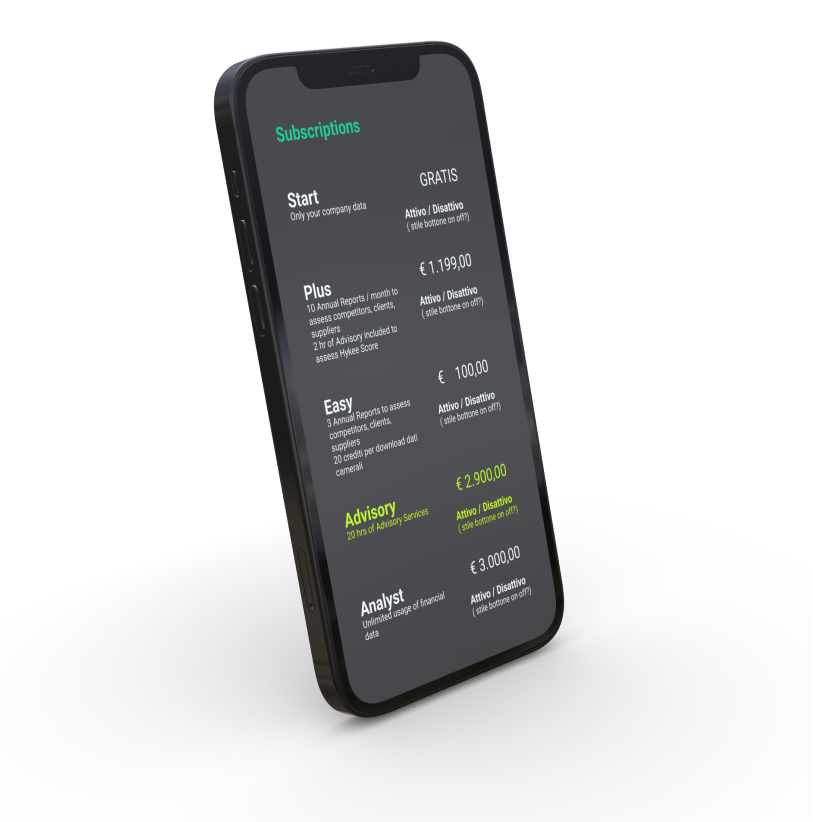 Subscriptions
GRATIS
Start
Only your company data
Attivo / Disattivo
( stile bottone on off?)
€ 1.199,00
Plus
10 Annual Reports / month to
assess competitors, clients,
suppliers
2 hr of Advisory included to
assess Hykee Score
Attivo / Disattivo
( stile bottone on off?)
€ 100,00
Easy
3 Annual Reports to assess
competitors, clients,
suppliers
20 crediti per download dati
camerali
Attivo / Disattivo
( stile bottone on off?)
€ 2.900,00
Advisory
20 hrs of Advisory Services
Attivo / Disattivo
( stile bottone on off?)
€ 3.000,00
Analyst
Unlimited usage of financial
data
Attivo / Disattivo
( stile bottone on off?)